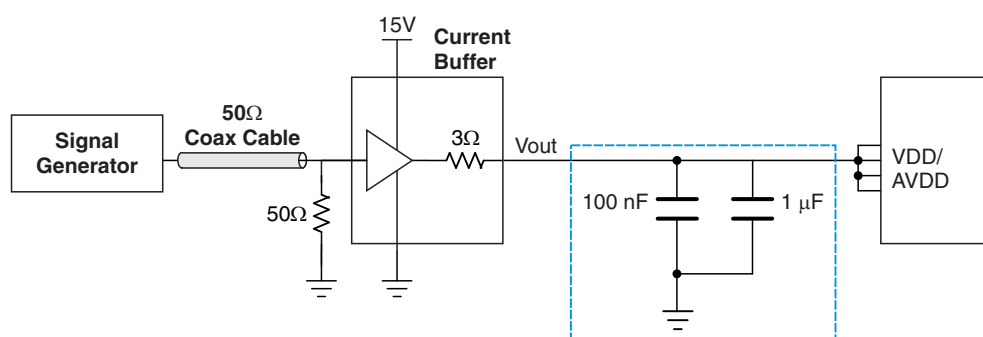 15V
Current
Buffer
50Ω
Coax Cable
Signal
Generator
3Ω
Vout
50Ω
100 nF
1 μF
VDD/
AVDD